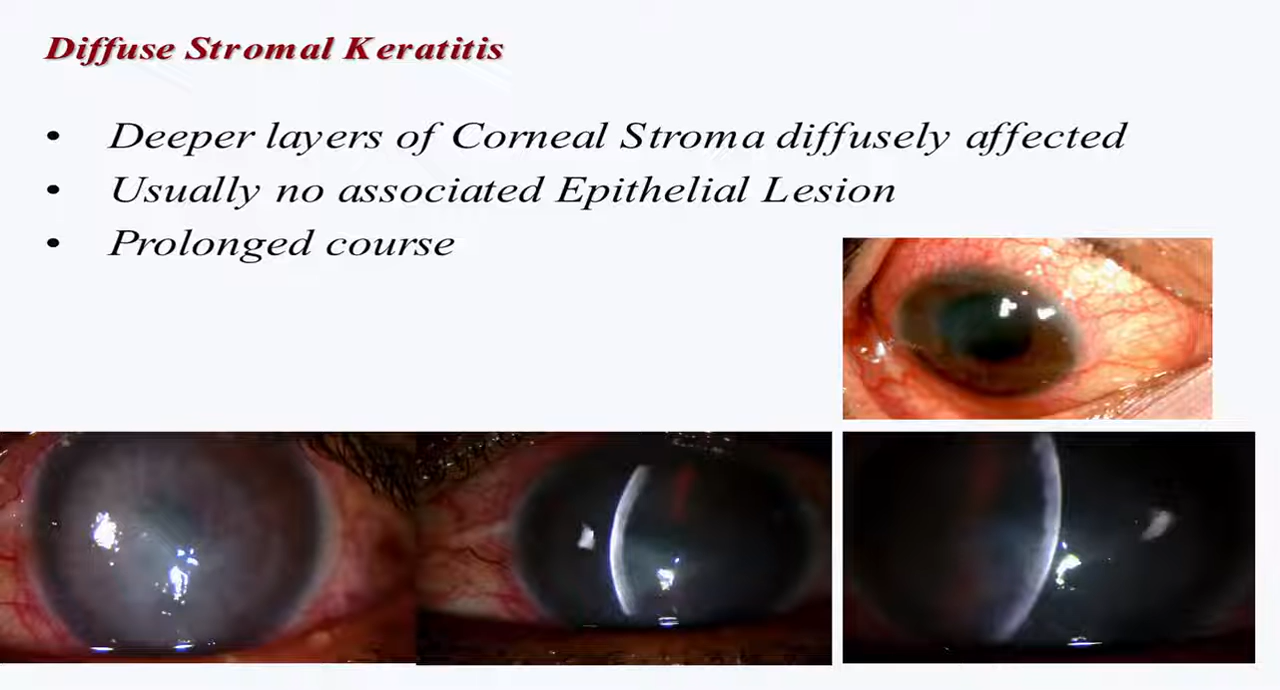 Diffuse Stromal Keratitis
• Deeper layers of Corneal Stroma diffusely affected
• Usually no associated Epithelial Lesion
• Prolonged course